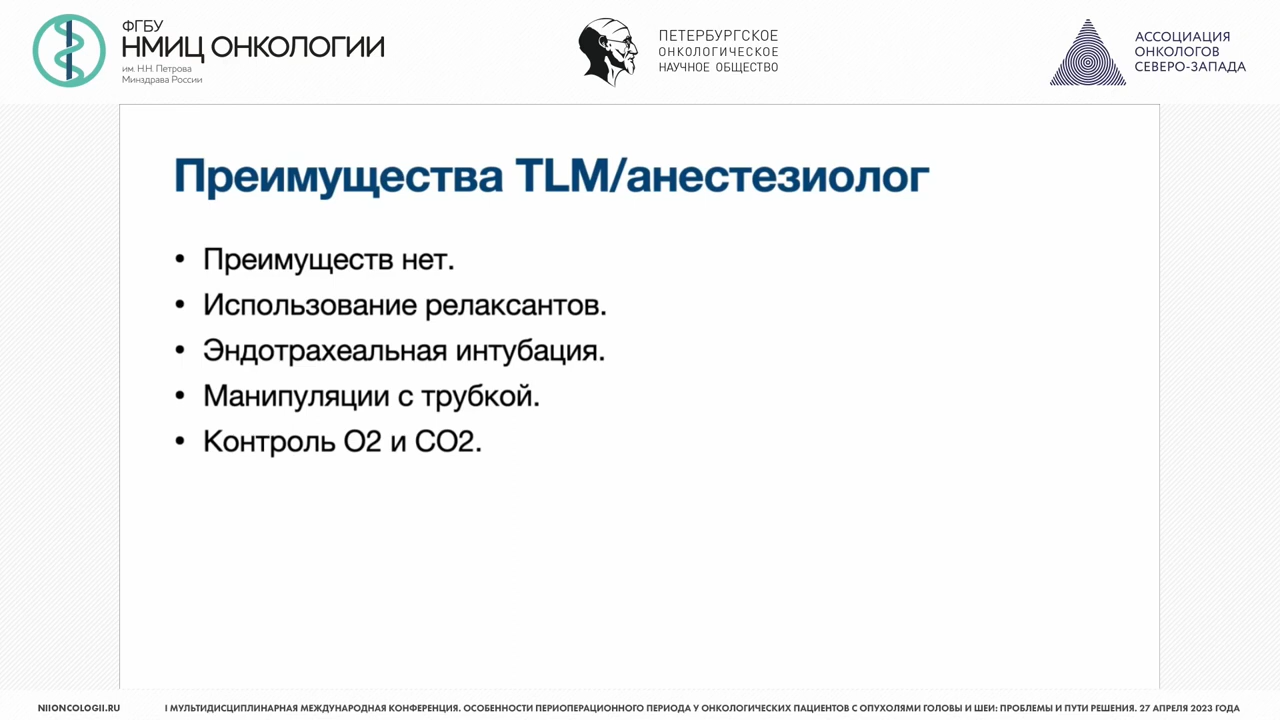 ФГБУ
НМИЦ ОНКОЛОГИИ
им. Н.Н. Петрова
Минздрава России
ПЕТЕРБУРГСКОЕ
ОНКОЛОГИЧЕСКОЕ
НАУЧНОЕ ОБЩЕСТВО
АССОЦИАЦИЯ
ОНКОЛОГОВ
СЕВЕРО-ЗАПАДА
Преимущества TLM/анестезиолог
• Преимуществ нет.
• Использование релаксантов.
• Эндотрахеальная интубация.
• Манипуляции с трубкой.
• Контроль О2 и СО2.
NIIONCOLOGII.RU
I МУЛЬТИДИСЦИПЛИНАРНАЯ МЕЖДУНАРОДНАЯ КОНФЕРЕНЦИЯ. ОСОБЕННОСТИ ПЕРИОПЕРАЦИОННОГО ПЕРИОДА У ОНКОЛОГИЧЕСКИХ ПАЦИЕНТОВ С ОПУХОЛЯМИ ГОЛОВЫ И ШЕИ: ПРОБЛЕМЫ И ПУТИ РЕШЕНИЯ. 27 АПРЕЛЯ 2023 ГОДА